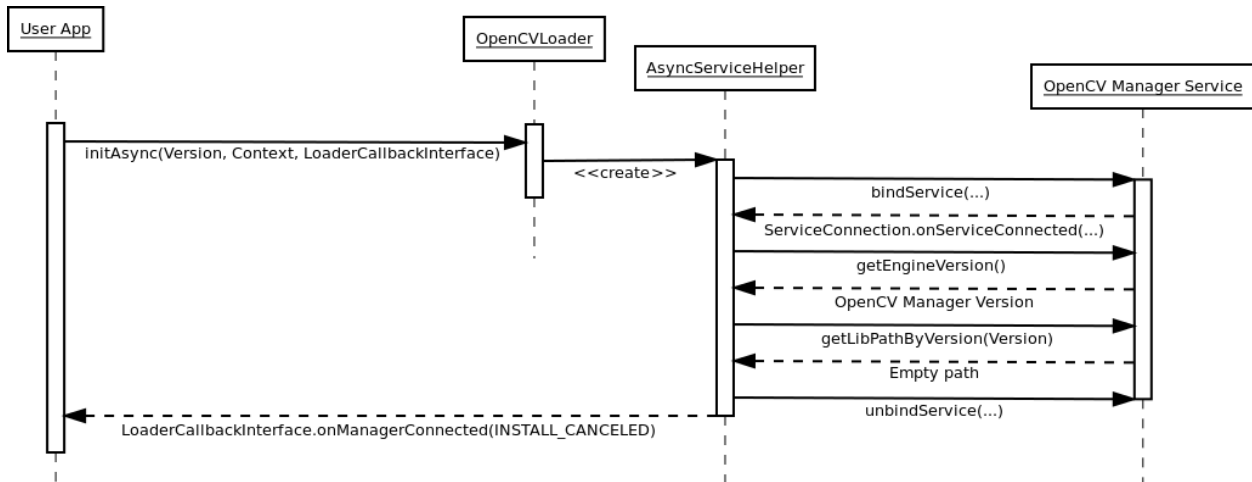 User App
OpenCVLoader
AsyncServiceHelper
OpenCV Manager Service
initAsync(Version, Context, LoaderCallbackInterface)
<<create>>
bindService(...)
ServiceConnection.onServiceConnected(...)
getEngineVersion()
OpenCV Manager Version
getLibPathByVersion(Version)
Empty path
unbindService(...)
LoaderCallbackInterface.onManagerConnected(INSTALL_CANCELED)